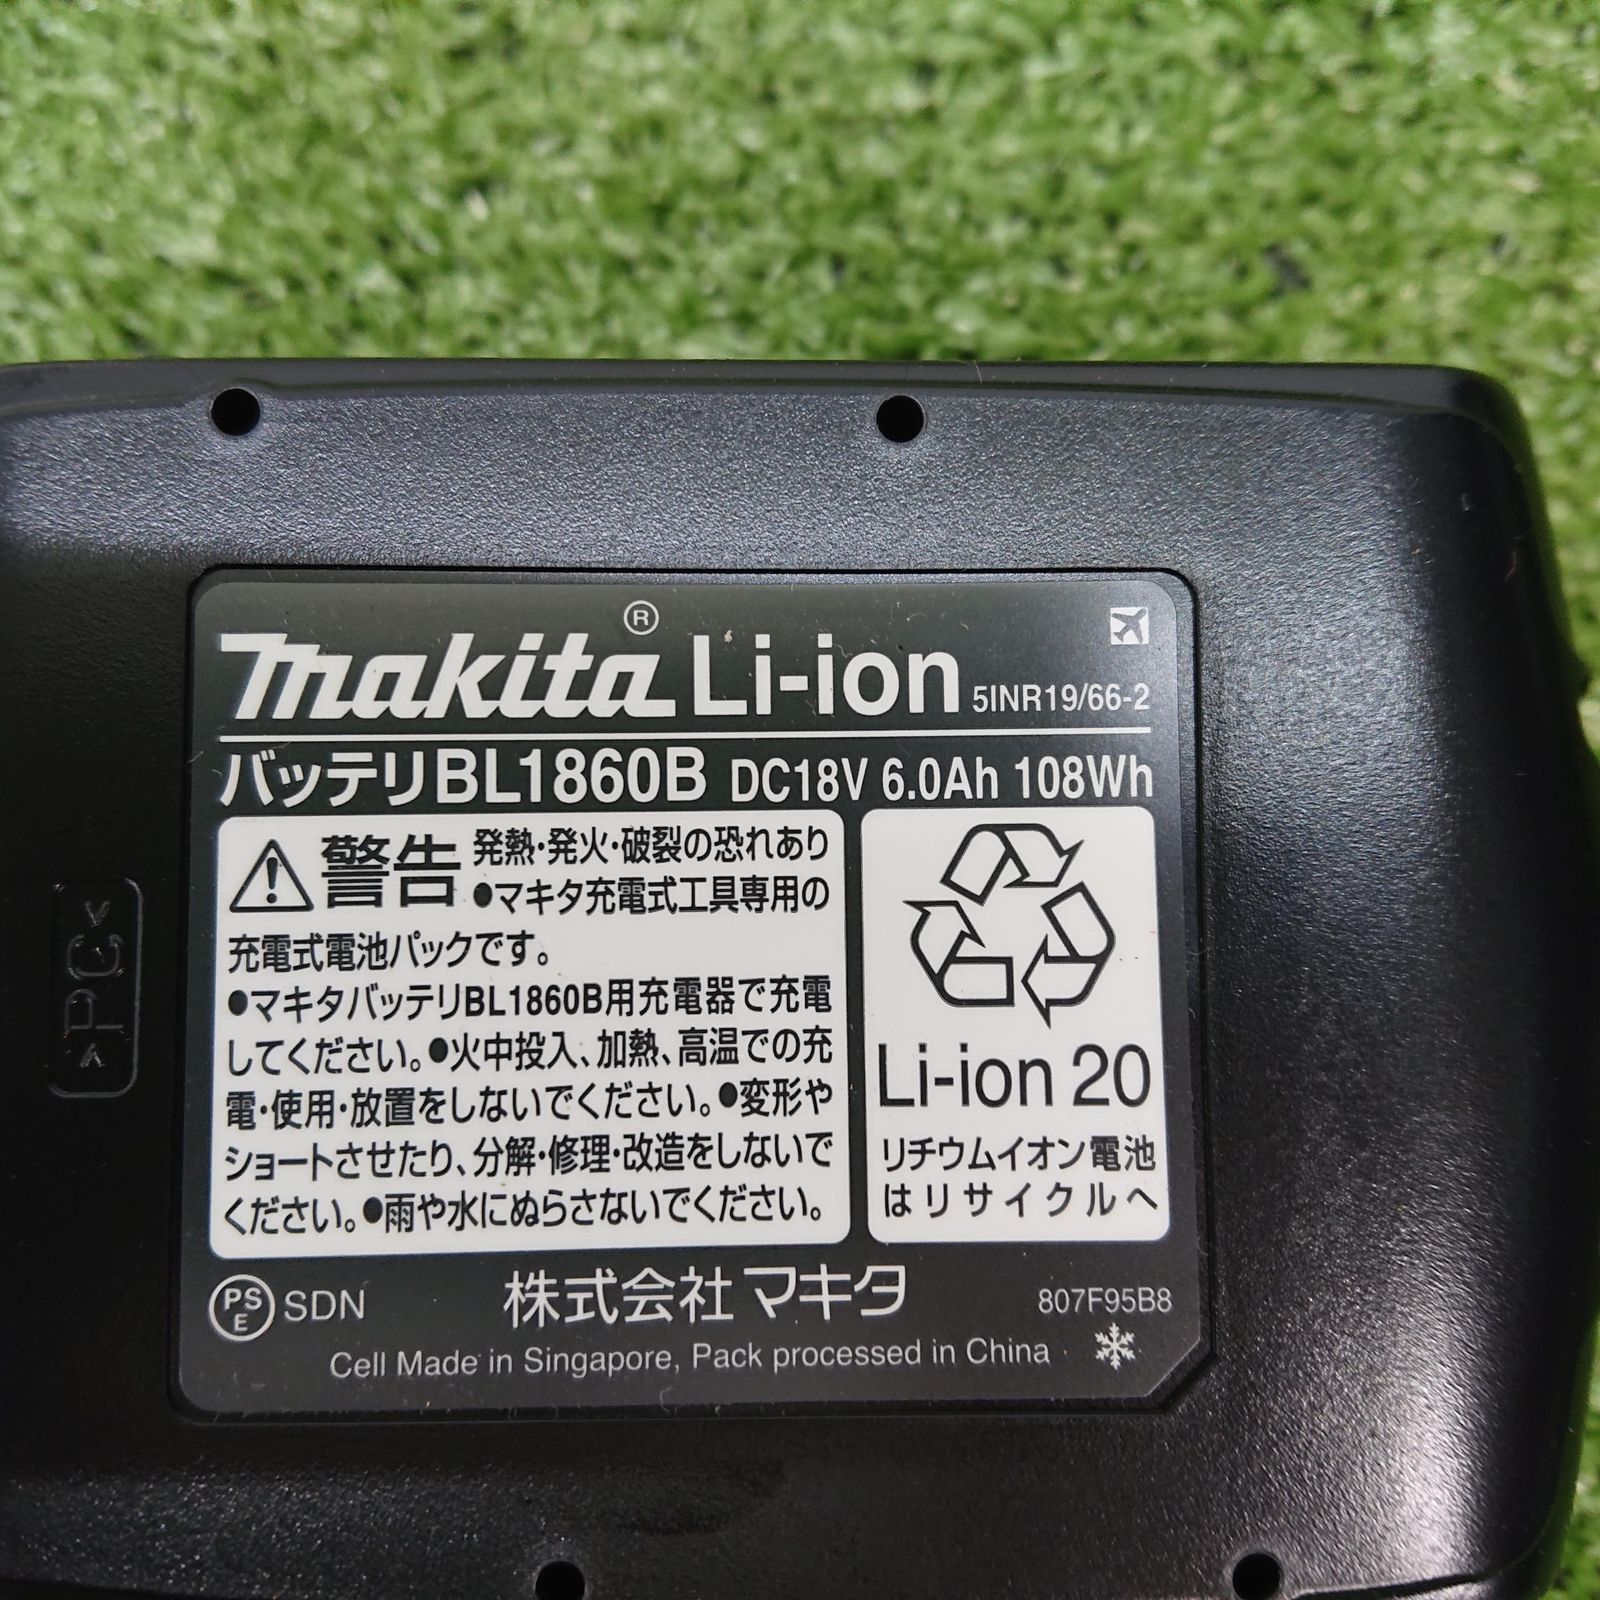 makita® Li-ion 5INR19/66-2
バッテリBL1860B DC18V 6.0Ah 108Wh
警告 発熱・発火・破裂の恐れあり
●マキタ充電式工具専用の
充電式電池パックです。
●マキタバッテリBL1860B用充電器で充電
してください。●火中投入、加熱、高温での充
電・使用・放置をしないでください。●変形や
ショートさせたり、分解・修理・改造をしないで
ください。●雨や水にぬらさないでください。
Li-ion 20
リチウムイオン電池
はリサイクルへ
PSE SDN 株式会社マキタ 807F95B8
Cell Made in Singapore, Pack processed in China
>PC<